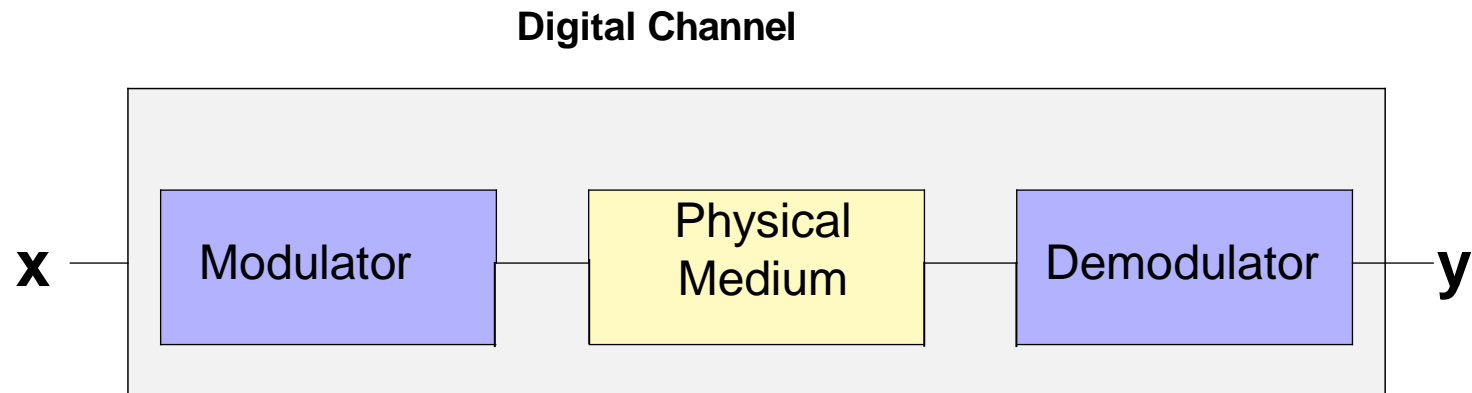 Digital Channel
x
Modulator
Physical
Medium
Demodulator
y